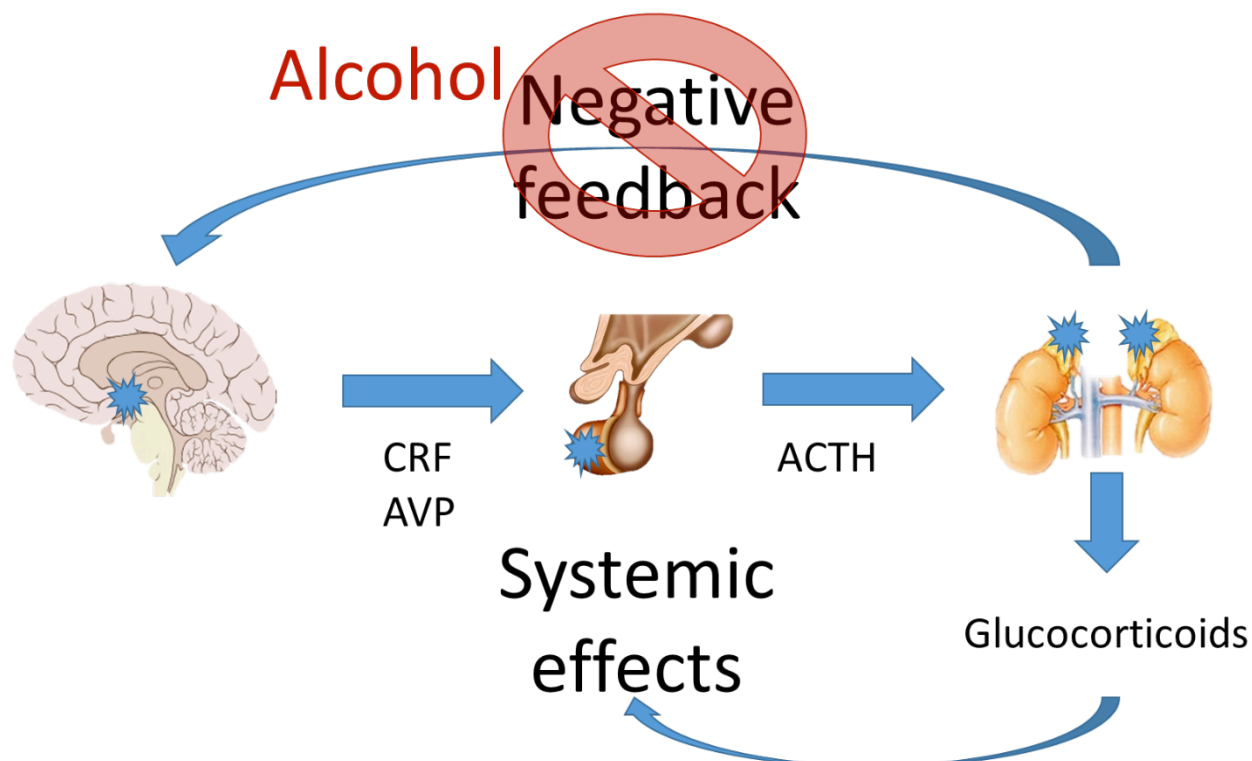 Alcohol
Negative
feedback
CRF
AVP
ACTH
Systemic
effects
Glucocorticoids